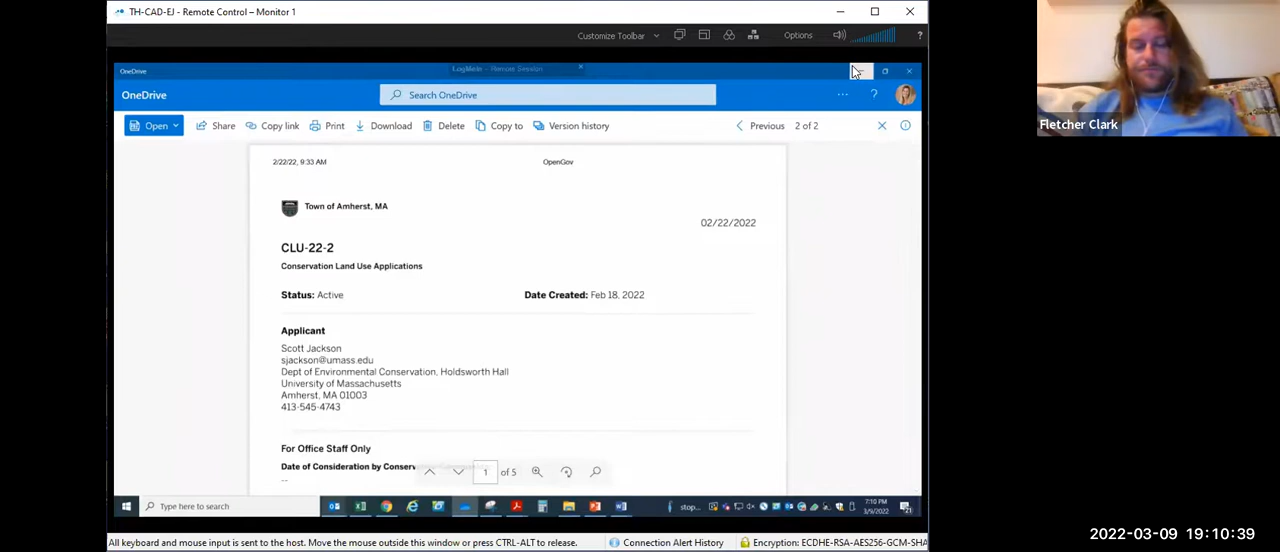 TH-CAD-EJ - Remote Control – Monitor 1
Customize Toolbar
Options
?
OneDrive
LogMeIn - Remote Session
OneDrive
Search OneDrive
?
Open
Share
Copy link
Print
Download
Delete
Copy to
Version history
Previous
2 of 2
2/22/22, 9:33 AM
OpenGov
Town of Amherst, MA
02/22/2022
CLU-22-2
Conservation Land Use Applications
Status: Active
Date Created: Feb 18, 2022
Applicant
Scott Jackson
sjackson@umass.edu
Dept of Environmental Conservation, Holdsworth Hall
University of Massachusetts
Amherst, MA 01003
413-545-4743
For Office Staff Only
Date of Consideration by Conserv
--
1
of 5
Type here to search
stop...
7:10 PM
3/9/2022
All keyboard and mouse input is sent to the host. Move the mouse outside this window or press CTRL-ALT to release.
Connection Alert History
Encryption: ECDHE-RSA-AES256-GCM-SHA
Fletcher Clark
2022-03-09 19:10:39